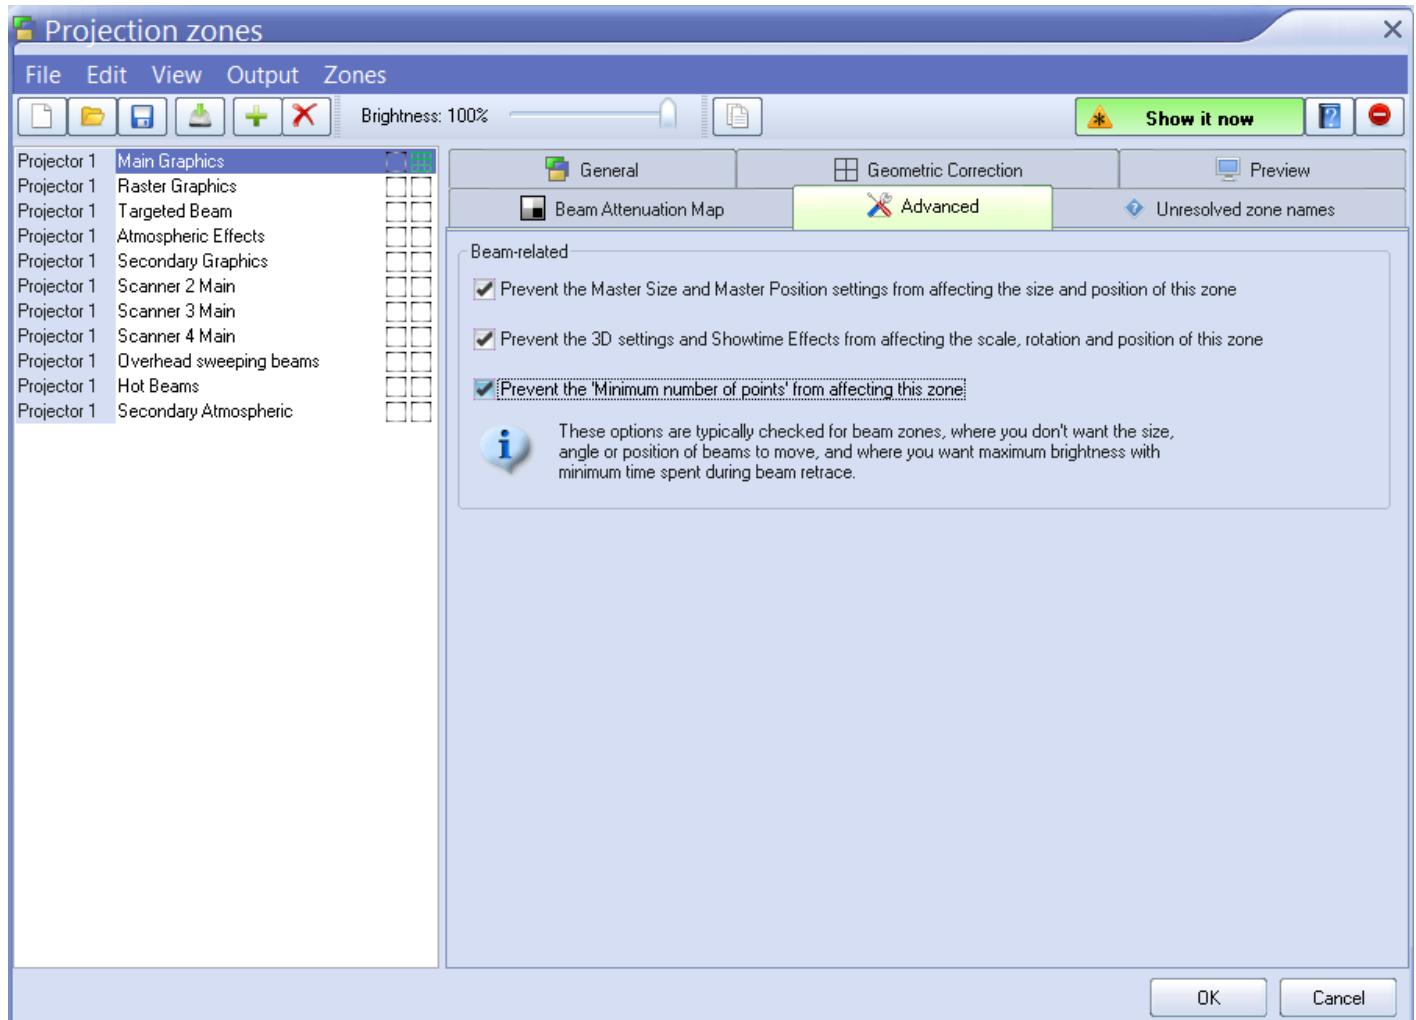 Projection zones
File Edit View Output Zones
Brightness: 100%
Show it now
Projector 1 Main Graphics
Projector 1 Raster Graphics
Projector 1 Targeted Beam
Projector 1 Atmospheric Effects
Projector 1 Secondary Graphics
Projector 1 Scanner 2 Main
Projector 1 Scanner 3 Main
Projector 1 Scanner 4 Main
Projector 1 Overhead sweeping beams
Projector 1 Hot Beams
Projector 1 Secondary Atmospheric
General Geometric Correction Preview
Beam Attenuation Map Advanced Unresolved zone names
Beam-related
Prevent the Master Size and Master Position settings from affecting the size and position of this zone
Prevent the 3D settings and Showtime Effects from affecting the scale, rotation and position of this zone
Prevent the 'Minimum number of points' from affecting this zone
These options are typically checked for beam zones, where you don't want the size,
angle or position of beams to move, and where you want maximum brightness with
minimum time spent during beam retrace.
OK Cancel